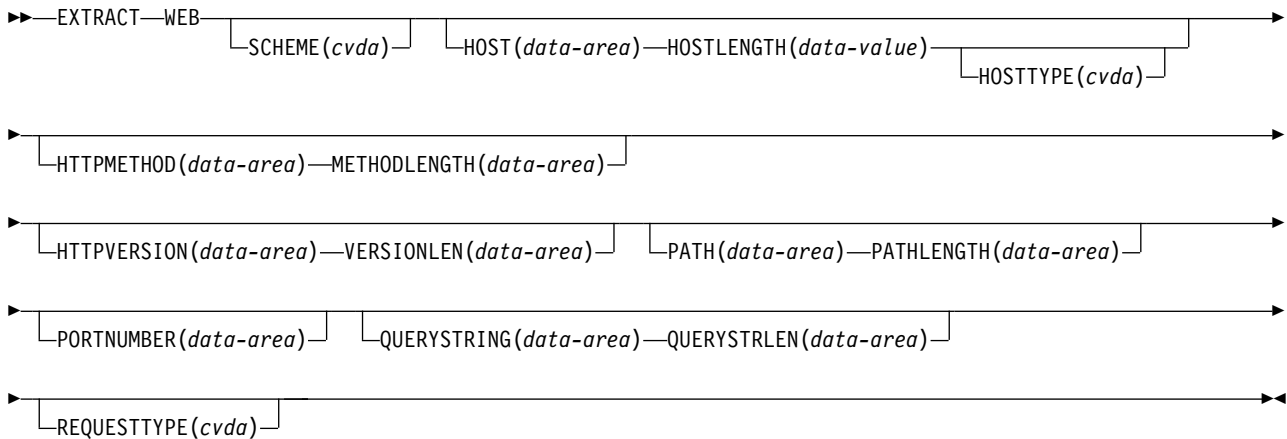 EXTRACT WEB
SCHEME(cvda) HOST(data-area) HOSTLENGTH(data-value)
HOSTTYPE(cvda)
HTTPMETHOD(data-area) METHODLENGTH(data-area)
HTTPVERSION(data-area) VERSIONLEN(data-area) PATH(data-area) PATHLENGTH(data-area)
PORTNUMBER(data-area) QUERYSTRING(data-area) QUERYSTRLEN(data-area)
REQUESTTYPE(cvda)